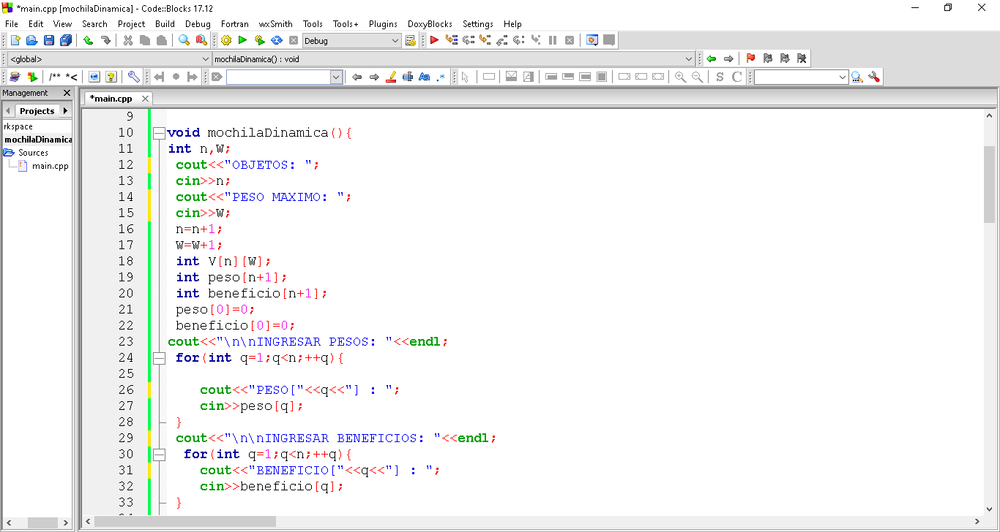 *main.cpp [mochilaDinamica] - Code::Blocks 17.12
File Edit View Search Project Build Debug Fortran wxSmith Tools Tools+ Plugins DoxyBlocks Settings Help
Debug
<global> mochilaDinamica() : void
/** *< Aa .* S C
Management
Projects
*main.cpp
rkspace
mochilaDinamica
Sources
main.cpp
9
10 void mochilaDinamica(){
11 int n,W;
12 cout<<"OBJETOS: ";
13 cin>>n;
14 cout<<"PESO MAXIMO: ";
15 cin>>W;
16 n=n+1;
17 W=W+1;
18 int V[n][W];
19 int peso[n+1];
20 int beneficio[n+1];
21 peso[0]=0;
22 beneficio[0]=0;
23 cout<<"\n\nINGRESAR PESOS: "<<endl;
24 for(int q=1;q<n;++q){
25
26 cout<<"PESO["<<q<<"] : ";
27 cin>>peso[q];
28 }
29 cout<<"\n\nINGRESAR BENEFICIOS: "<<endl;
30 for(int q=1;q<n;++q){
31 cout<<"BENEFICIO["<<q<<"] : ";
32 cin>>beneficio[q];
33 }